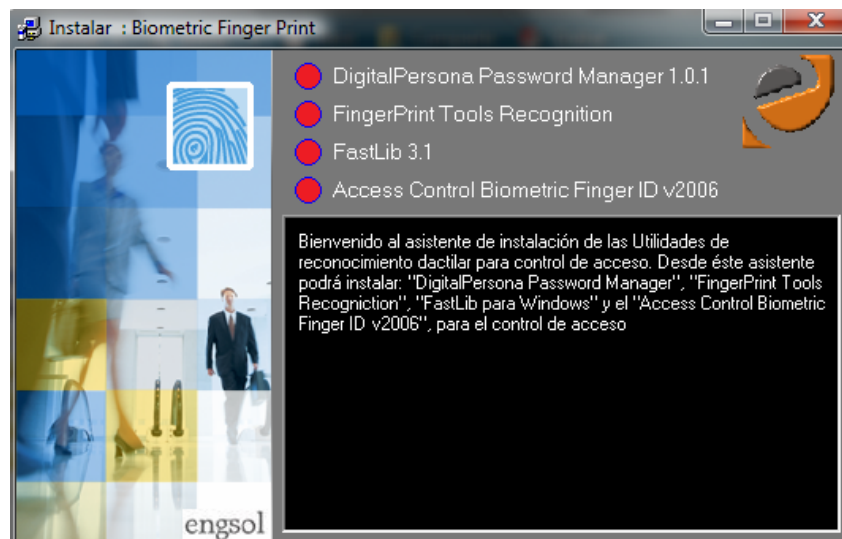 Instalar : Biometric Finger Print
DigitalPersona Password Manager 1.0.1
FingerPrint Tools Recognition
FastLib 3.1
Access Control Biometric Finger ID v2006
Bienvenido al asistente de instalación de las Utilidades de
reconocimiento dactilar para control de acceso. Desde éste asistente
podrá instalar: "DigitalPersona Password Manager", "FingerPrint Tools
Recogniction", "FastLib para Windows" y el "Access Control Biometric
Finger ID v2006", para el control de acceso
engsol